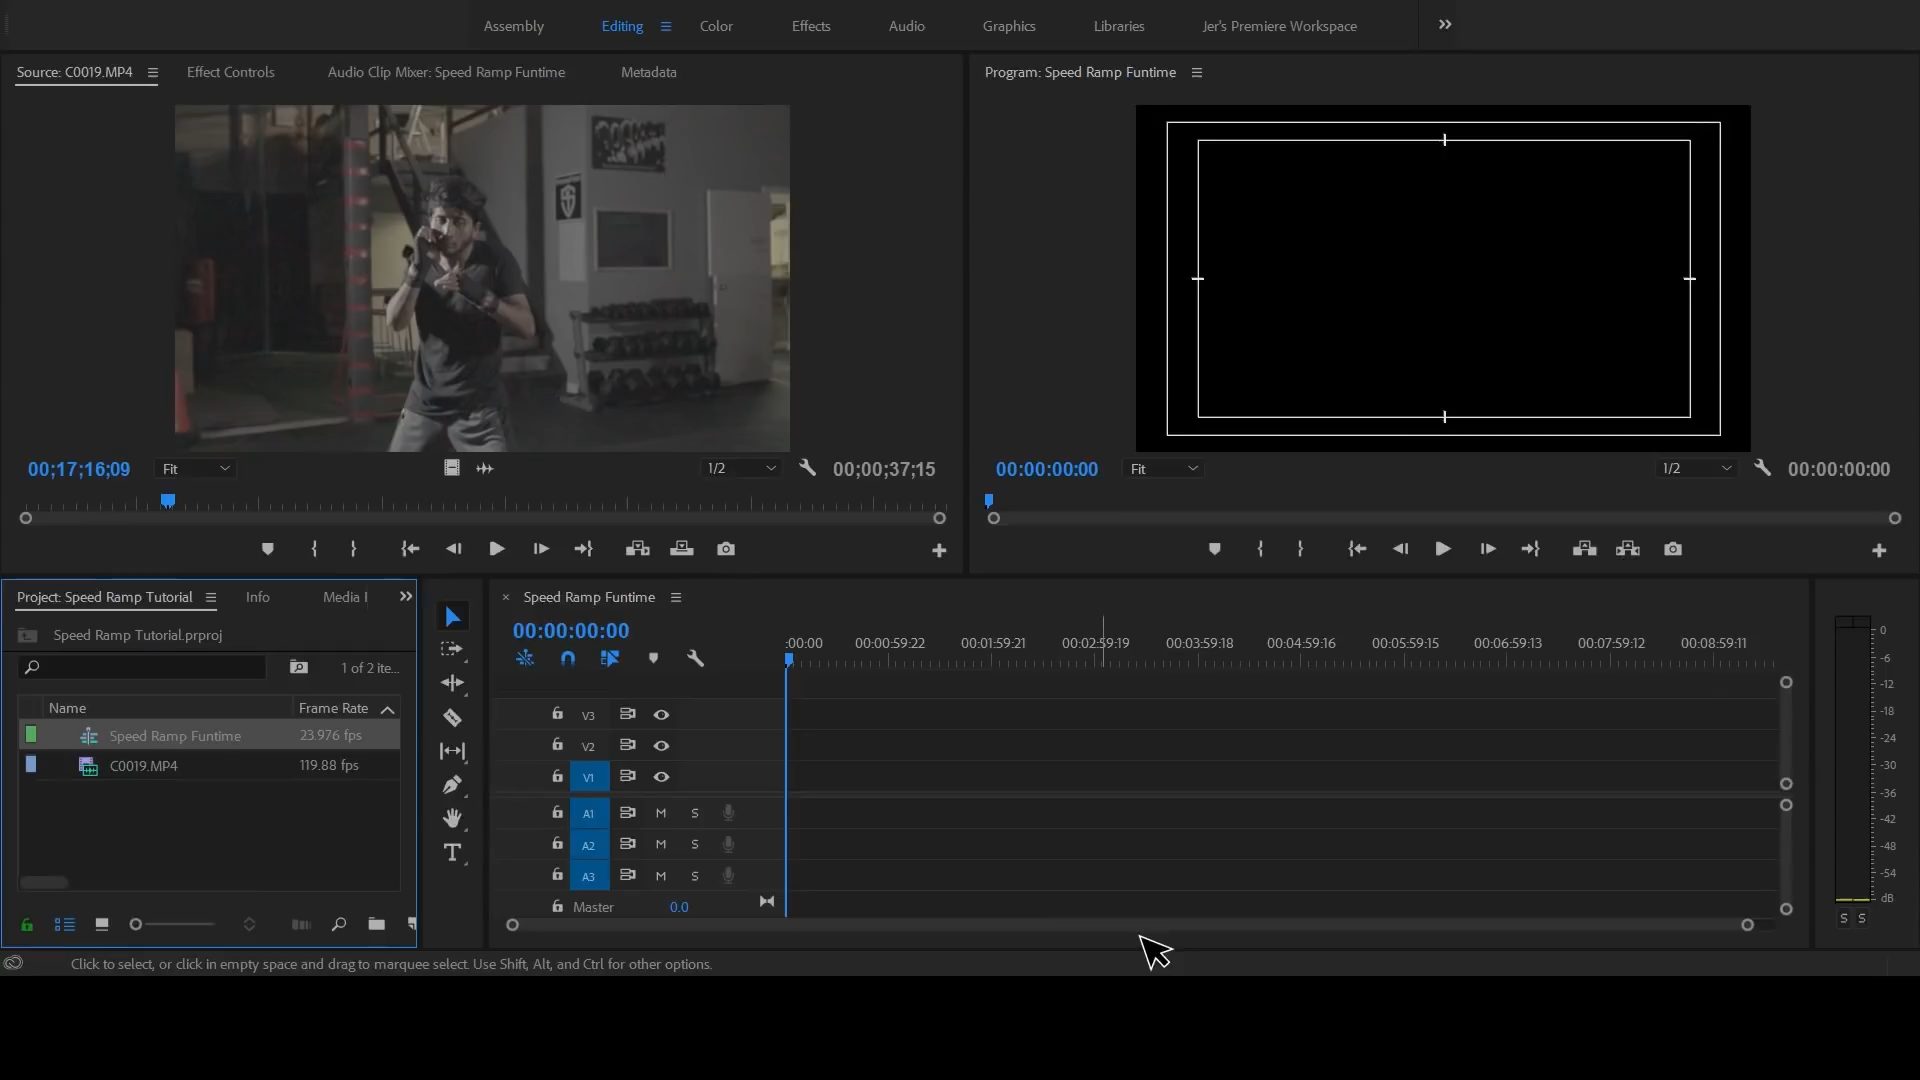 Assembly Editing Color Effects Audio Graphics Libraries Jer's Premiere Workspace
Source: C0019.MP4 Effect Controls Audio Clip Mixer: Speed Ramp Funtime Metadata
Program: Speed Ramp Funtime
00;17;16;09 Fit 1/2 00;00;37;15
00:00:00:00 Fit 1/2 00:00:00:00
Project: Speed Ramp Tutorial Info Media
Speed Ramp Tutorial.prproj
1 of 2 ite...
Name Frame Rate
Speed Ramp Funtime 23.976 fps
C0019.MP4 119.88 fps
× Speed Ramp Funtime
00:00:00:00
:00:00 00:00:59:22 00:01:59:21 00:02:59:19 00:03:59:18 00:04:59:16 00:05:59:15 00:06:59:13 00:07:59:12 00:08:59:11
V3
V2
V1
A1 M S
A2 M S
A3 M S
Master 0.0
0
-6
-12
-18
-24
-30
-36
-42
-48
-54
dB
S S
Click to select, or click in empty space and drag to marquee select. Use Shift, Alt, and Ctrl for other options.